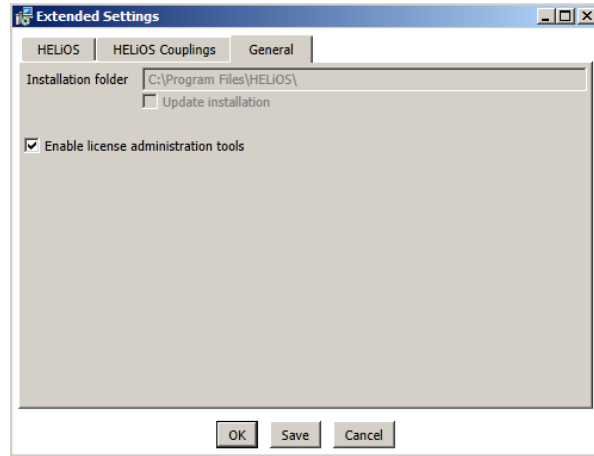 Extended Settings
HELiOS HELiOS Couplings General
Installation folder C:\Program Files\HELiOS\
Update installation
Enable license administration tools
OK Save Cancel